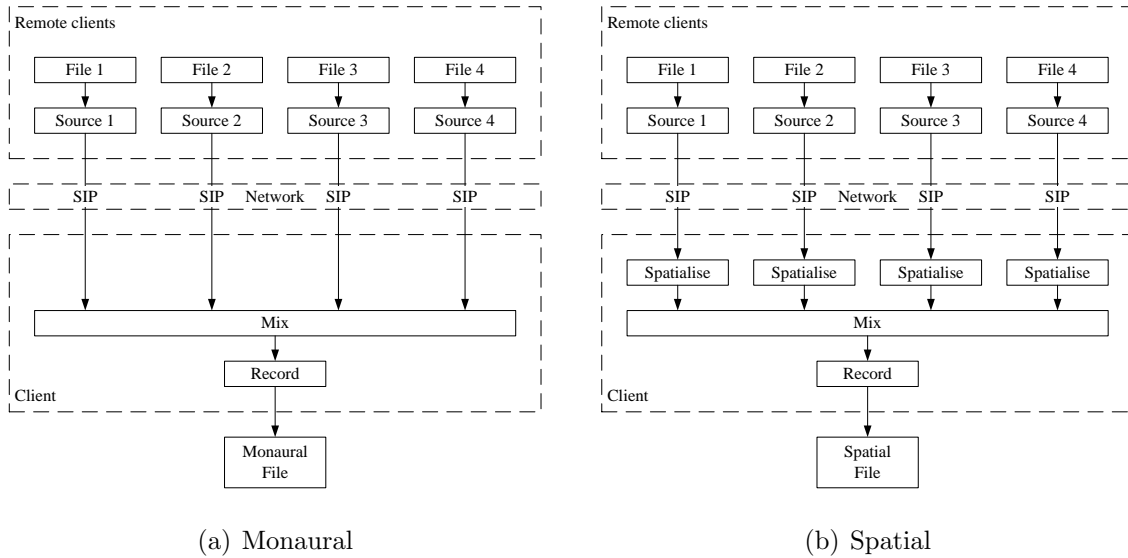 Remote clients
File 1 File 2 File 3 File 4
Source 1 Source 2 Source 3 Source 4
SIP SIP Network SIP SIP
Mix
Record
Client
Monaural
File
(a) Monaural
Remote clients
File 1 File 2 File 3 File 4
Source 1 Source 2 Source 3 Source 4
SIP SIP Network SIP SIP
Spatialise Spatialise Spatialise Spatialise
Mix
Record
Client
Spatial
File
(b) Spatial